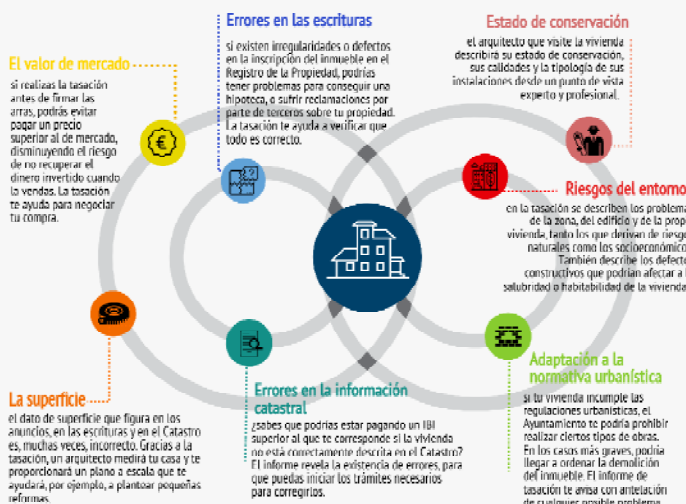 Errores en las escrituras
si existen irregularidades o defectos
en la inscripción del inmueble en el
Registro de la Propiedad, podrías
tener problemas para conseguir una
hipoteca, o sufrir reclamaciones por
parte de terceros sobre tu propiedad.
La tasación te ayuda a verificar que
todo es correcto.
Estado de conservación
el arquitecto que visite la vivienda
describirá su estado de conservación,
sus calidades y la tipología de sus
instalaciones desde un punto de vista
experto y profesional.
El valor de mercado
si realizas la tasación
antes de firmar las
arras, podrás evitar
pagar un precio
superior al de mercado,
disminuyendo el riesgo
de no recuperar el
dinero invertido cuando
la vendas. La tasación
te ayuda para negociar
tu compra.
Riesgos del entorno
en la tasación se describen los problema
de la zona, del edificio y de la prop
vivienda, tanto los que derivan de riesgo
naturales como los socioeconómico
También describe los defecto
constructivos que podrían afectar a l
salubridad o habitabilidad de la vivienda
La superficie
el dato de superficie que figura en los
anuncios, en las escrituras y en el Catastro
es, muchas veces, incorrecto. Gracias a la
tasación, un arquitecto medirá tu casa y te
proporcionará un plano a escala que te
ayudará, por ejemplo, a plantear pequeñas
reformas.
Errores en la información
catastral
¿sabes que podrías estar pagando un IBI
superior al que te corresponde si la vivienda
no está correctamente descrita en el Catastro?
El informe revela la existencia de errores, para
que puedas iniciar los trámites necesarios
para corregirlos.
Adaptación a la
normativa urbanística
si tu vivienda incumple las
regulaciones urbanísticas, el
Ayuntamiento te podría prohibir
realizar ciertos tipos de obras.
En los casos más graves, podría
llegar a ordenar la demolición
del inmueble. El informe de
tasación te avisa con antelación
de cualquier posible problema